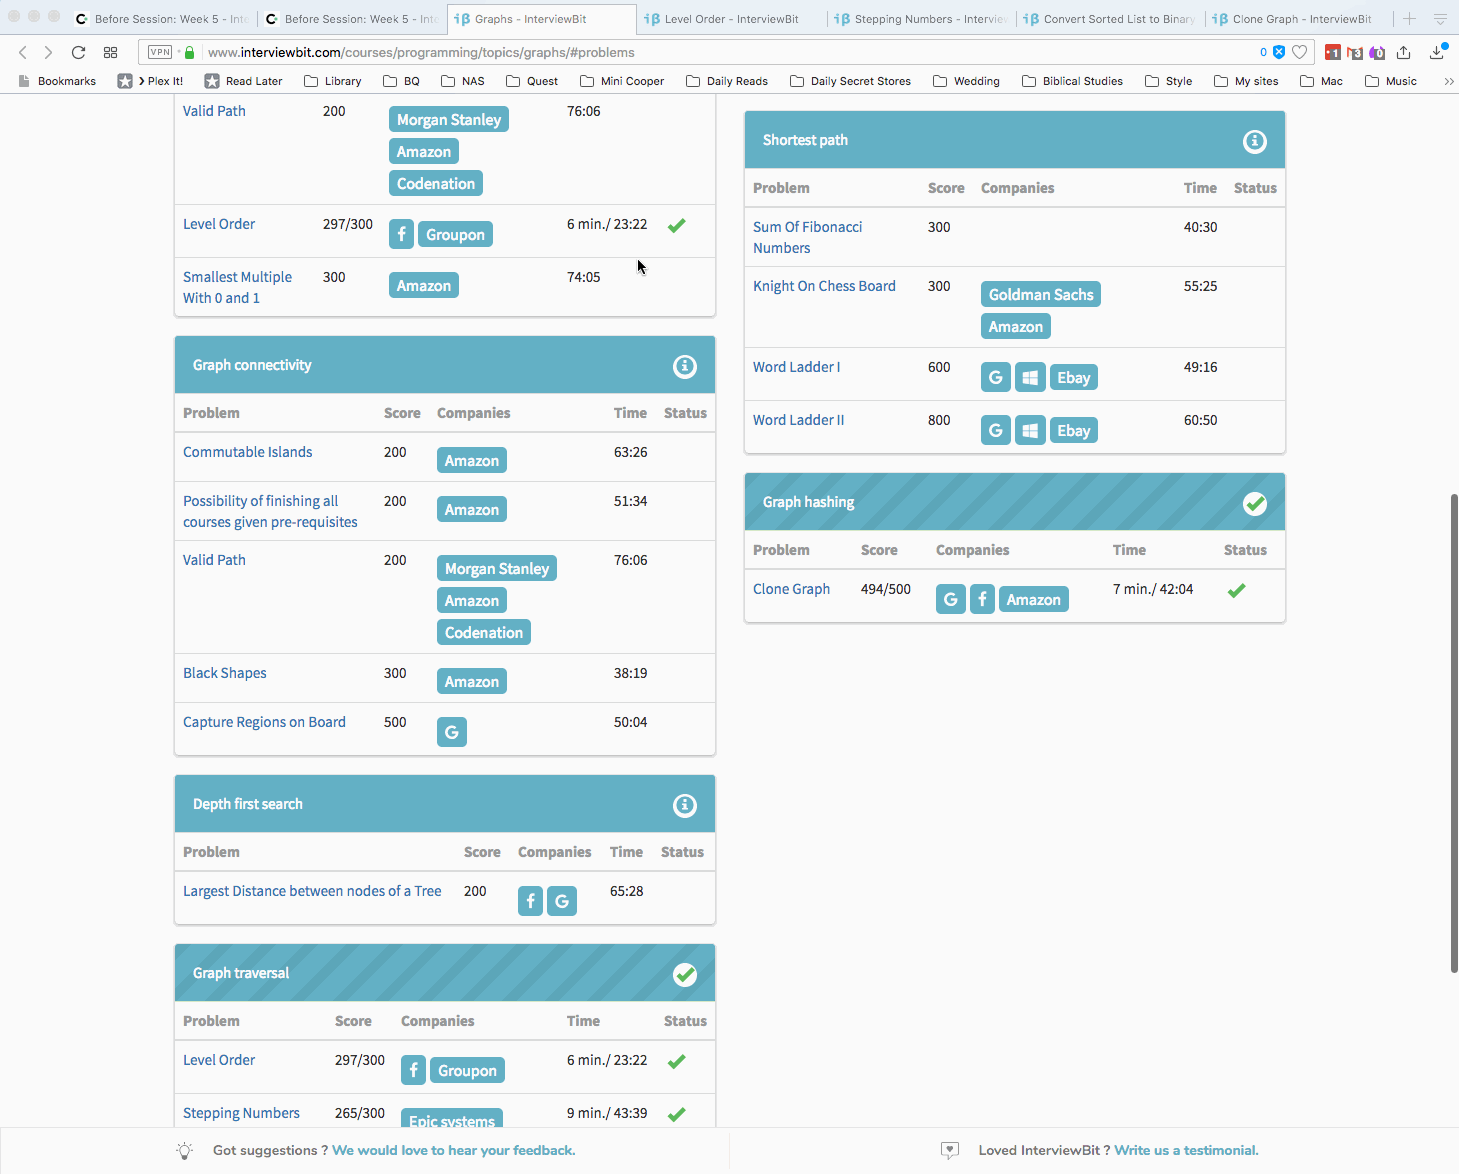 Before Session: Week 5 - Inte
Before Session: Week 5 - Inte
Graphs - InterviewBit
Level Order - InterviewBit
Stepping Numbers - Interview
Convert Sorted List to Binary
Clone Graph - InterviewBit
VPN
www.interviewbit.com/courses/programming/topics/graphs/#problems
0
Bookmarks
Plex It!
Read Later
Library
BQ
NAS
Quest
Mini Cooper
Daily Reads
Daily Secret Stores
Wedding
Biblical Studies
Style
My sites
Mac
Music
Valid Path 200 Morgan Stanley 76:06
Amazon
Codenation
Level Order 297/300 f Groupon 6 min./ 23:22
Smallest Multiple With 0 and 1 300 Amazon 74:05
Graph connectivity
Problem Score Companies Time Status
Commutable Islands 200 Amazon 63:26
Possibility of finishing all courses given pre-requisites 200 Amazon 51:34
Valid Path 200 Morgan Stanley 76:06
Amazon
Codenation
Black Shapes 300 Amazon 38:19
Capture Regions on Board 500 G 50:04
Depth first search
Problem Score Companies Time Status
Largest Distance between nodes of a Tree 200 f G 65:28
Graph traversal
Problem Score Companies Time Status
Level Order 297/300 f Groupon 6 min./ 23:22
Stepping Numbers 265/300 Epic systems 9 min./ 43:39
Shortest path
Problem Score Companies Time Status
Sum Of Fibonacci Numbers 300 40:30
Knight On Chess Board 300 Goldman Sachs 55:25
Amazon
Word Ladder I 600 G Ebay 49:16
Word Ladder II 800 G Ebay 60:50
Graph hashing
Problem Score Companies Time Status
Clone Graph 494/500 G f Amazon 7 min./ 42:04
Got suggestions ? We would love to hear your feedback.
Loved InterviewBit ? Write us a testimonial.